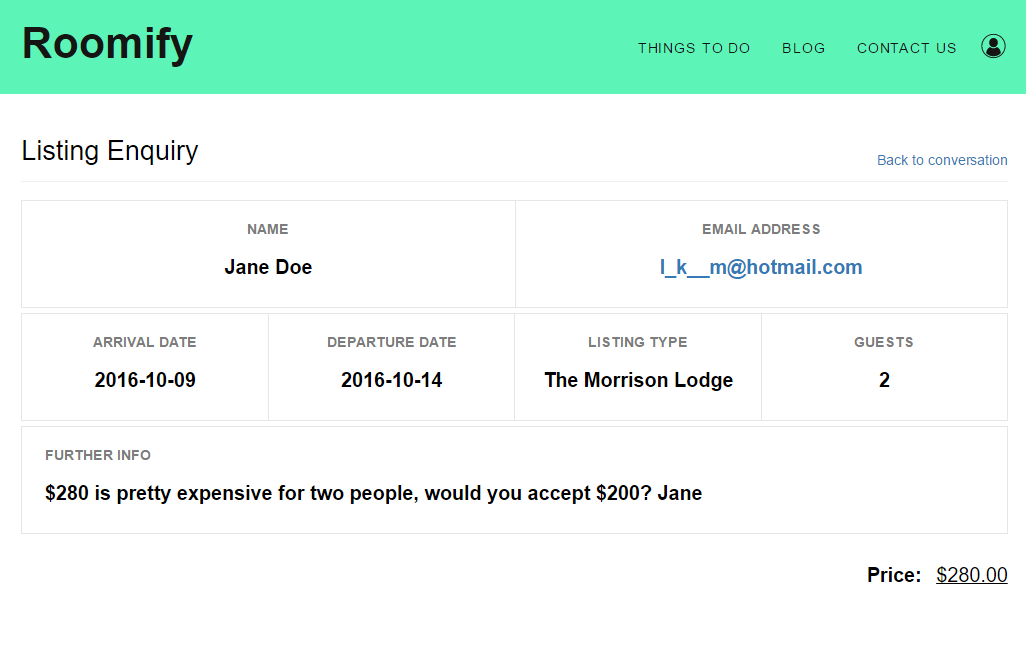 Roomify
THINGS TO DO BLOG CONTACT US
Listing Enquiry
Back to conversation
NAME EMAIL ADDRESS
Jane Doe l_k__m@hotmail.com
ARRIVAL DATE DEPARTURE DATE LISTING TYPE GUESTS
2016-10-09 2016-10-14 The Morrison Lodge 2
FURTHER INFO
$280 is pretty expensive for two people, would you accept $200? Jane
Price: $280.00